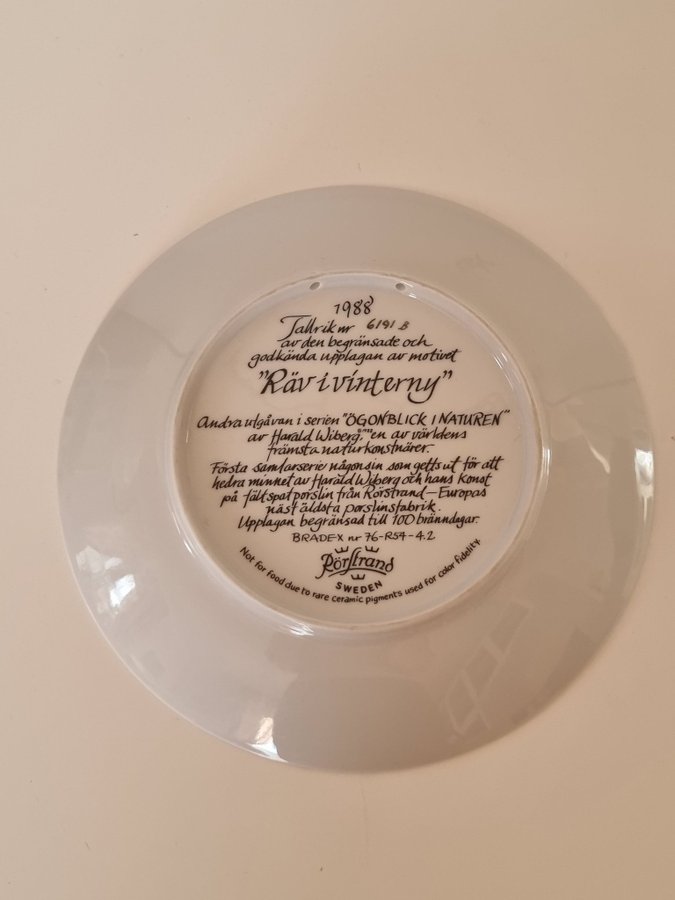 1988
Tallrik nr 6191 B
av den begränsade och
godkända upplagan av motivet
"Räv i vinterny"
Andra utgåvan i serien "ÖGONBLICK I NATUREN"
av Harald Wiberg, "en av världens
främsta naturkonstnärer.
Första samlarserie någonsin som getts ut för att
hedra minnet av Harald Wiberg och hans konst
på fältspatporslin från Rörstrand - Europas
näst äldsta porslinsfabrik.
Upplagan begränsad till 100 bränndagar.
BRADEX nr 76-R54-4.2
Rörstrand
SWEDEN
Not for food due to rare ceramic pigments used for color fidelity.